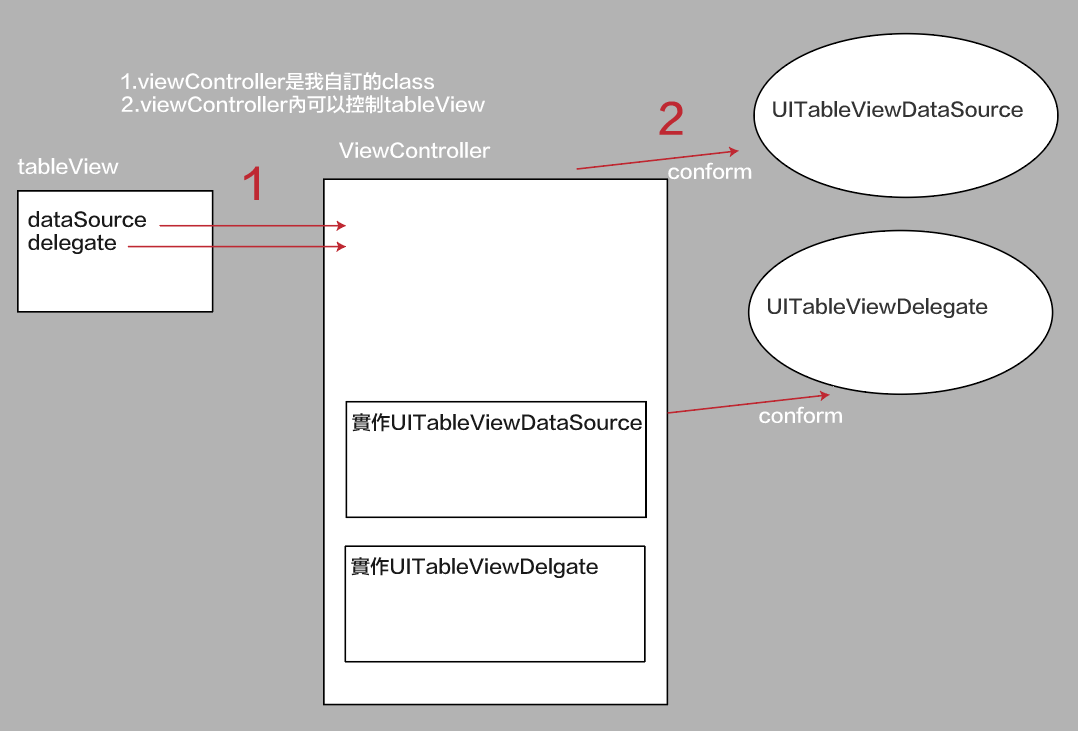 1.viewController是我自訂的class
2.viewController內可以控制tableView
tableView
dataSource
delegate
1
ViewController
2
conform
UITableViewDataSource
UITableViewDelegate
conform
實作UITableViewDataSource
實作UITableViewDelgate